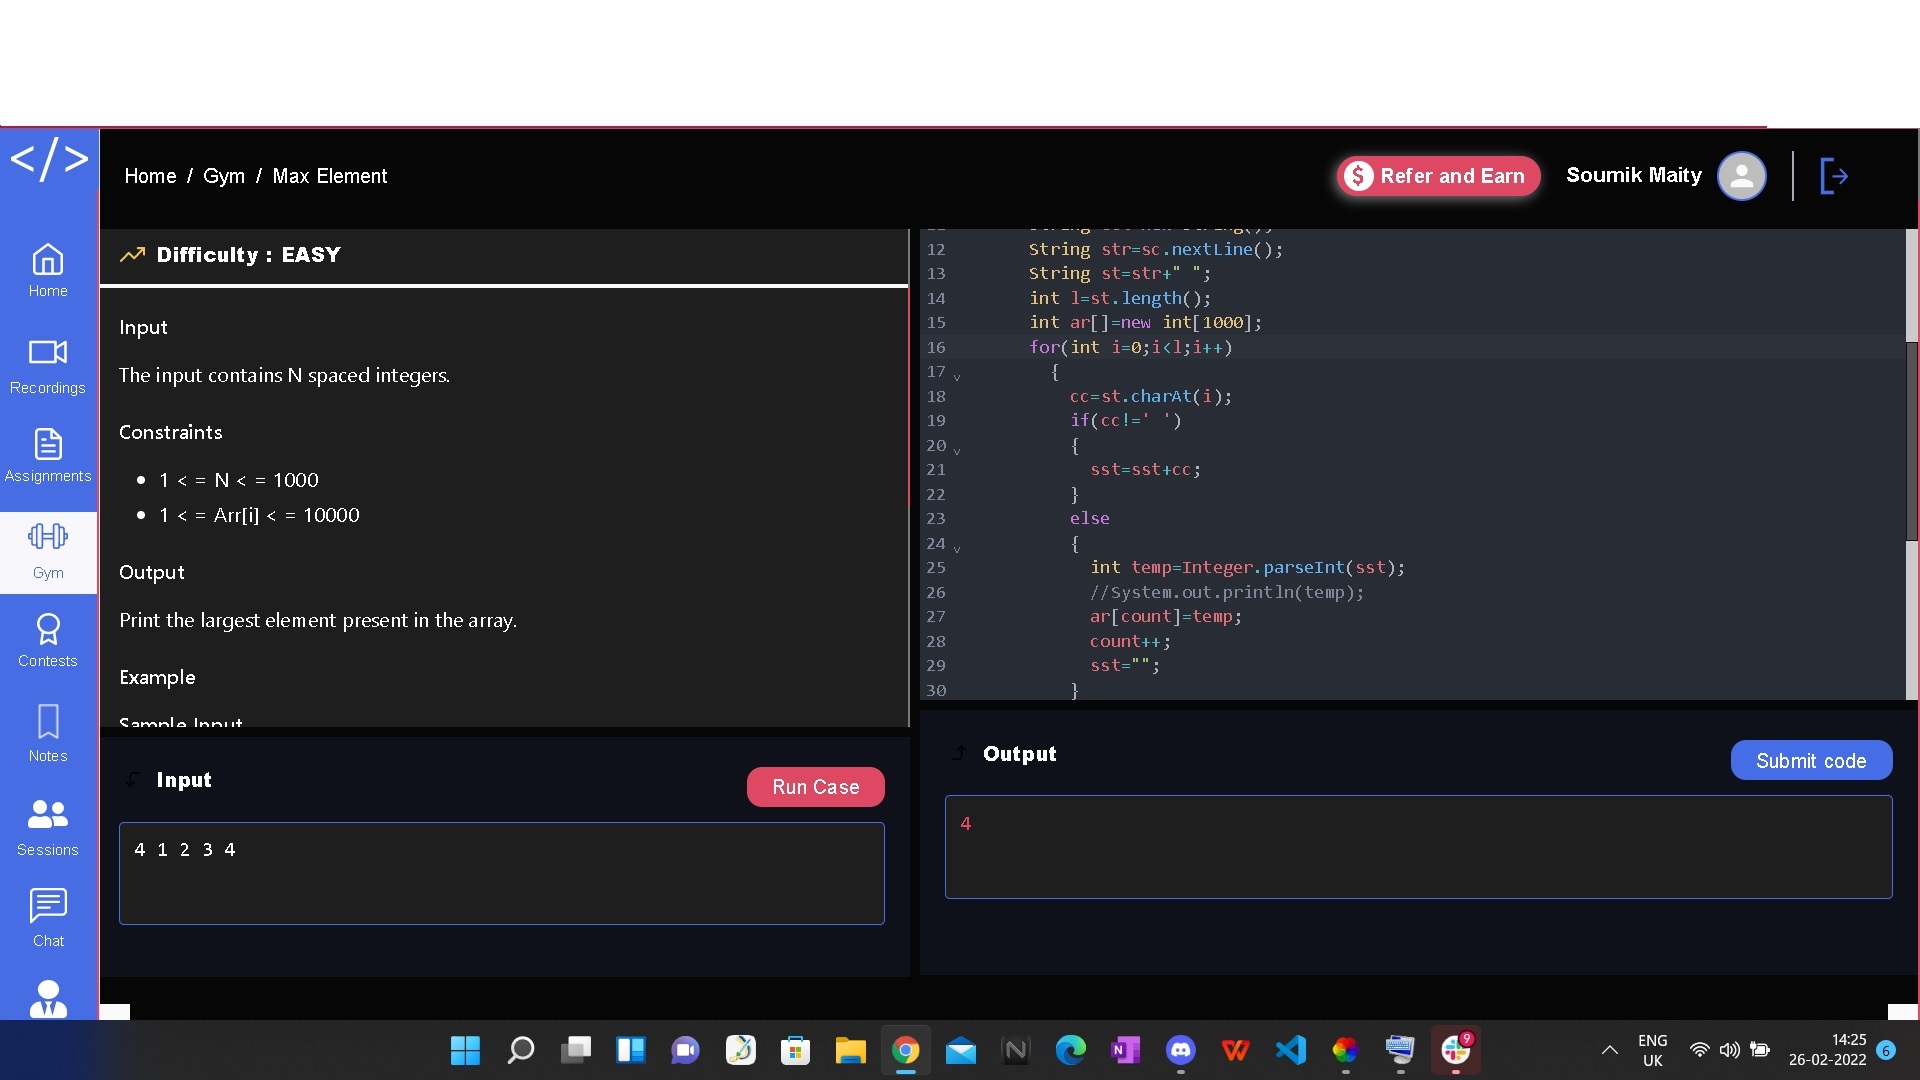 </>
Home / Gym / Max Element
$ Refer and Earn
Soumik Maity
Home
Recordings
Assignments
Gym
Contests
Notes
Sessions
Chat
Difficulty : EASY
Input
The input contains N spaced integers.
Constraints
1 < = N < = 1000
1 < = Arr[i] < = 10000
Output
Print the largest element present in the array.
Example
Sample Input
12 String str=sc.nextLine();
13 String st=str+" ";
14 int l=st.length();
15 int ar[]=new int[1000];
16 for(int i=0;i<l;i++)
17 {
18 cc=st.charAt(i);
19 if(cc!=' ')
20 {
21 sst=sst+cc;
22 }
23 else
24 {
25 int temp=Integer.parseInt(sst);
26 //System.out.println(temp);
27 ar[count]=temp;
28 count++;
29 sst="";
30 }
Input
Run Case
4 1 2 3 4
Output
Submit code
4
9
ENG
UK
14:25
26-02-2022
6